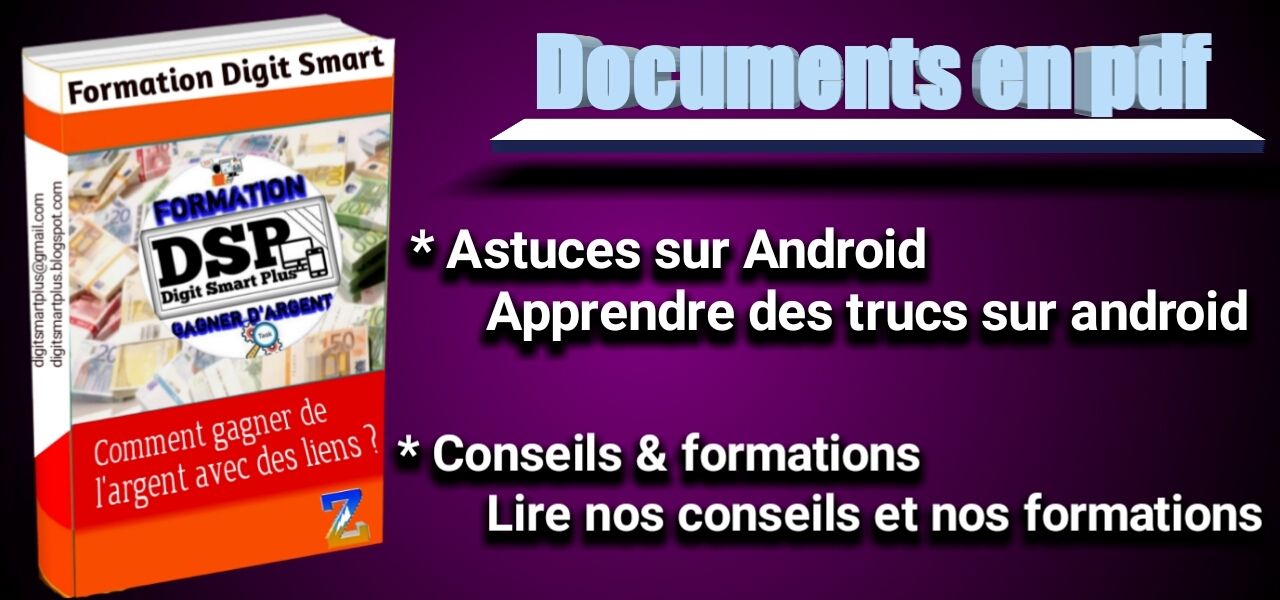 Formation Digit Smart
digitsmartplus@gmail.com
digitsmartplus.blogspot.com
FORMATION
DSP
Digit Smart Plus
GAGNER D'ARGENT
Comment gagner de
l'argent avec des liens ?
Z
Documents en pdf
* Astuces sur Android
Apprendre des trucs sur android
* Conseils & formations
Lire nos conseils et nos formations